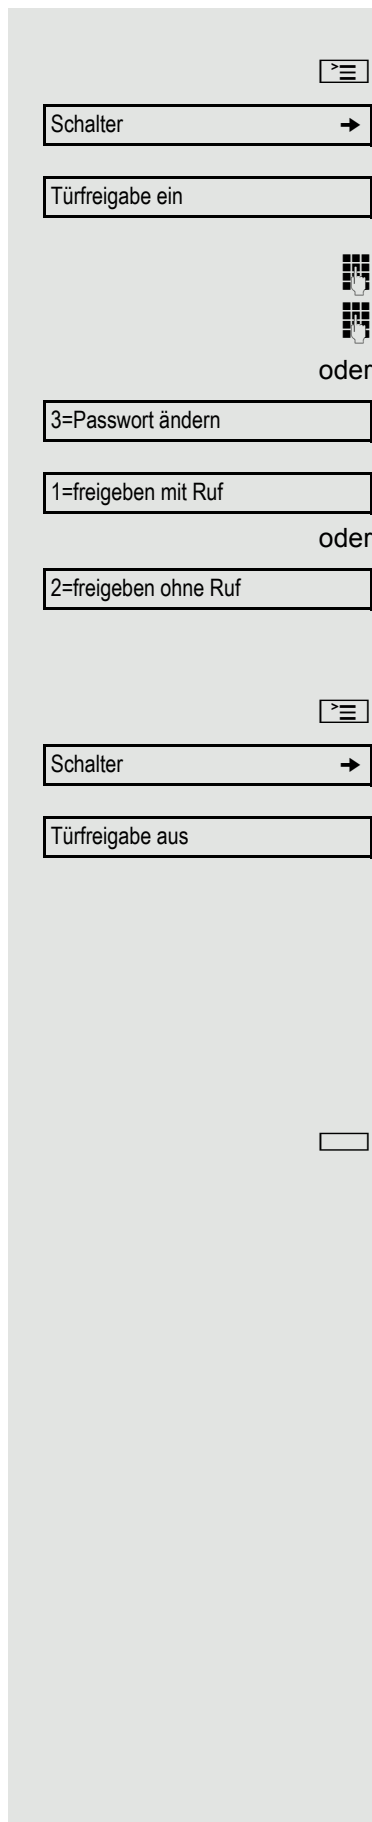 Schalter
Türfreigabe ein
oder
3=Passwort ändern
1=freigeben mit Ruf
oder
2=freigeben ohne Ruf
Schalter
Türfreigabe aus